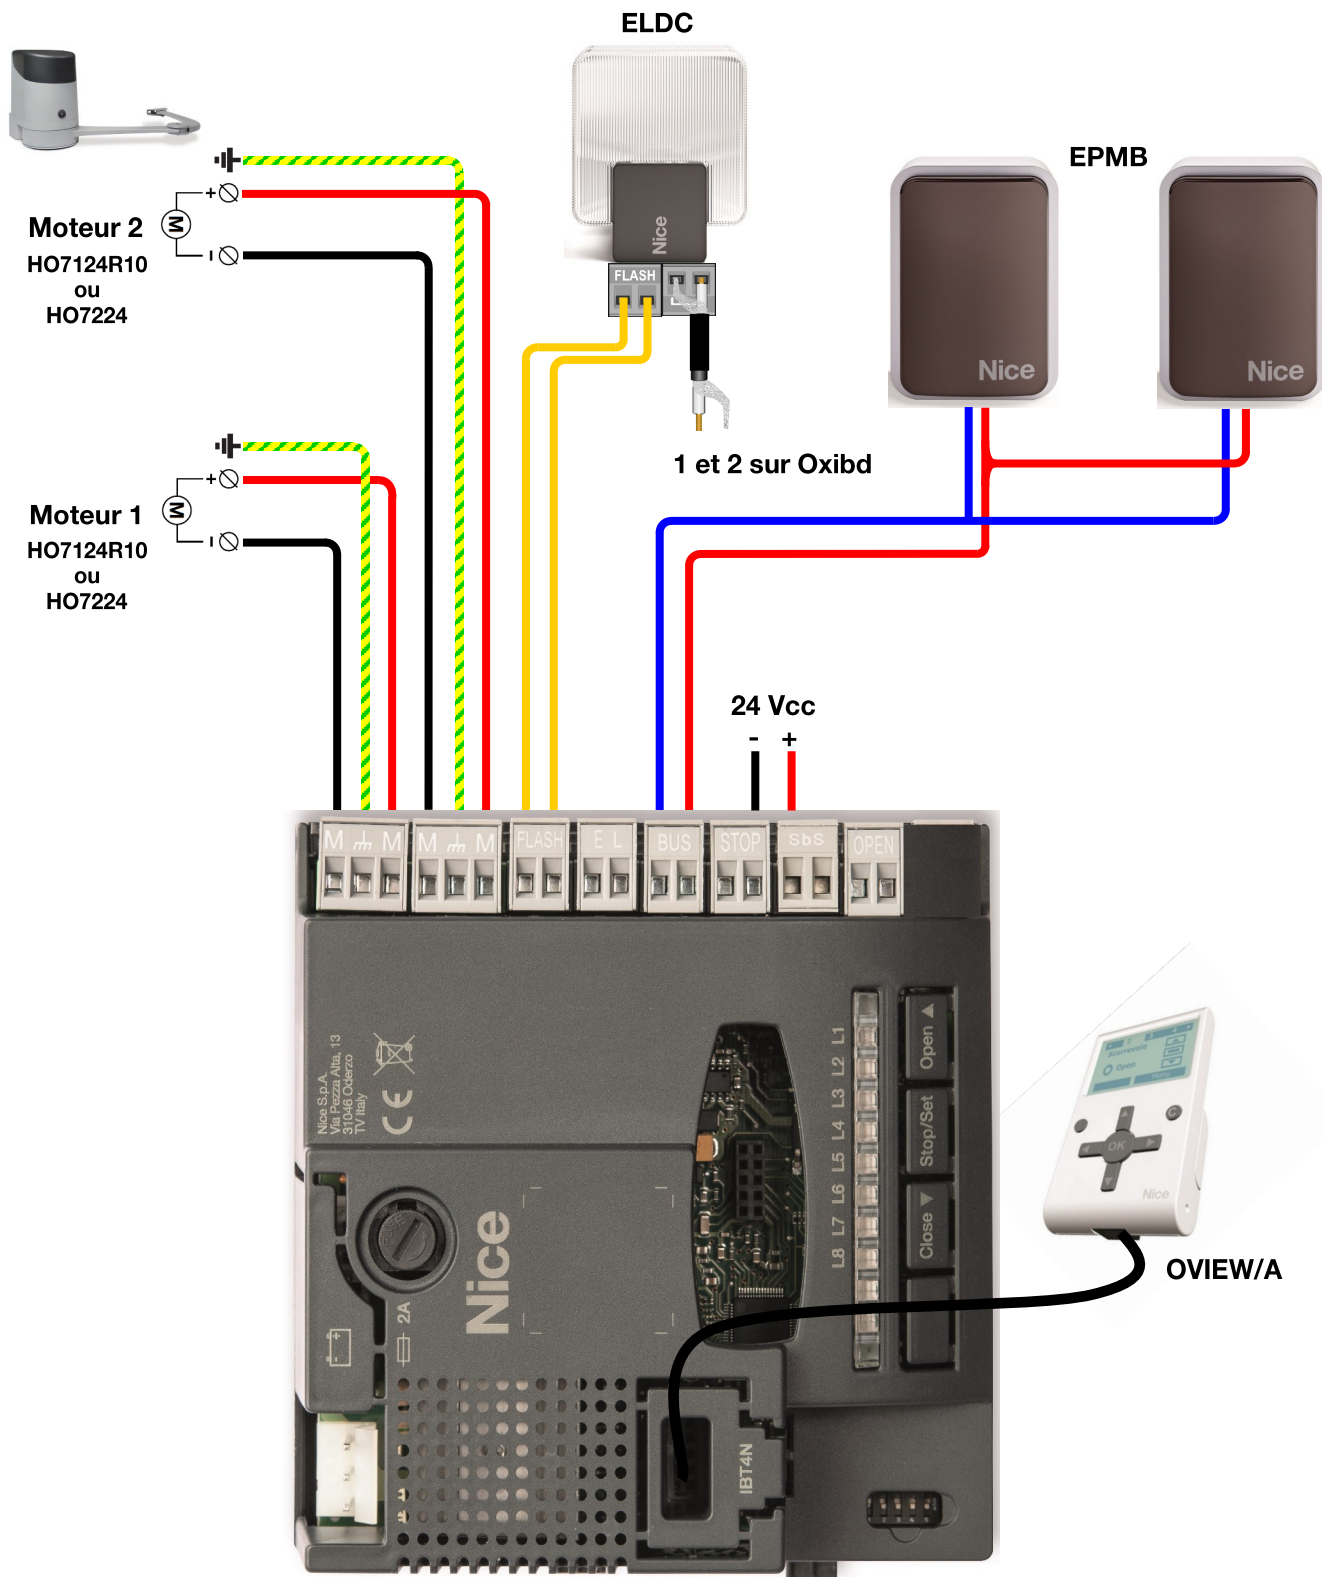 ELDC
EPMB
Moteur 2
HO7124R10
ou
HO7224
+
M
-
Nice
FLASH
Nice
Nice
1 et 2 sur Oxibd
Moteur 1
HO7124R10
ou
HO7224
+
M
-
24 Vcc
- +
M M
M M
FLASH
E L
BUS
STOP
SbS
OPEN
Nice S.p.A.
Via Pezza Alta, 13
31046 Oderzo
TV Italy
CE
L1
L2
L3
L4
L5
L6
L7
L8
Open ▲
Stop/Set
Close ▼
Nice
2A
IBT4N
Scorrevole
Open
OK
C
Nice
OVIEW/A